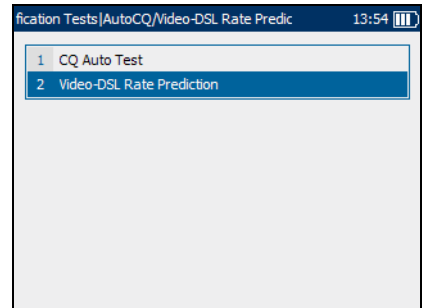 fication Tests|AutoCQ/Video-DSL Rate Predic 13:54
1 CQ Auto Test
2 Video-DSL Rate Prediction